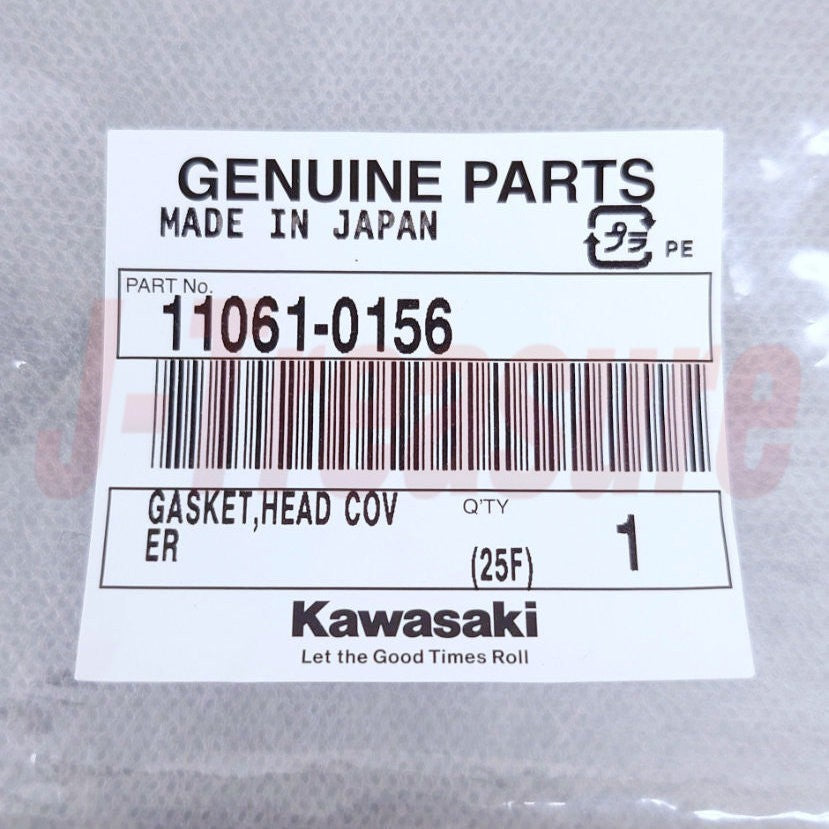 GENUINE PARTS
MADE IN JAPAN
プラ PE
PART No.
11061-0156
J-Treasure
GASKET,HEAD COV
ER
Q'TY
(25F)
1
Kawasaki
Let the Good Times Roll